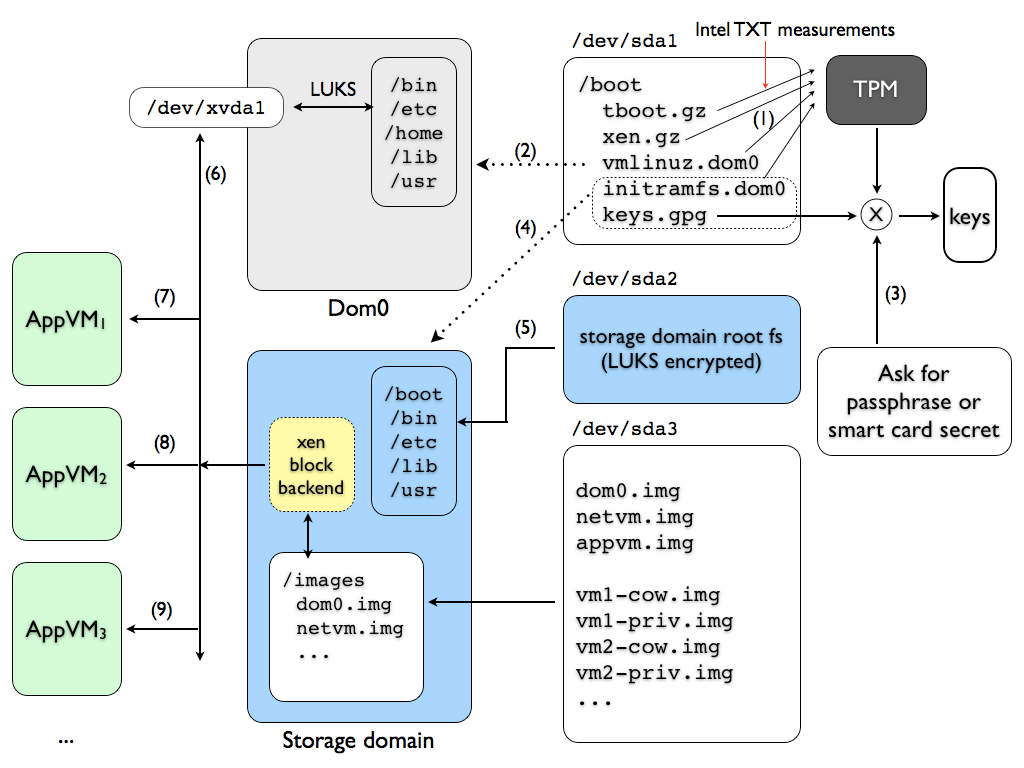 Intel TXT measurements
/dev/sda1
/boot
tboot.gz
xen.gz
vmlinuz.dom0
initramfs.dom0
keys.gpg
(1)
TPM
X
keys
(3)
Ask for
passphrase or
smart card secret
/dev/xvda1
LUKS
/bin
/etc
/home
/lib
/usr
Dom0
(2)
(4)
(6)
(7)
AppVM1
(8)
AppVM2
(9)
AppVM3
...
/dev/sda2
storage domain root fs
(LUKS encrypted)
(5)
/boot
/bin
/etc
/lib
/usr
xen
block
backend
/images
dom0.img
netvm.img
...
Storage domain
/dev/sda3
dom0.img
netvm.img
appvm.img
vm1-cow.img
vm1-priv.img
vm2-cow.img
vm2-priv.img
...